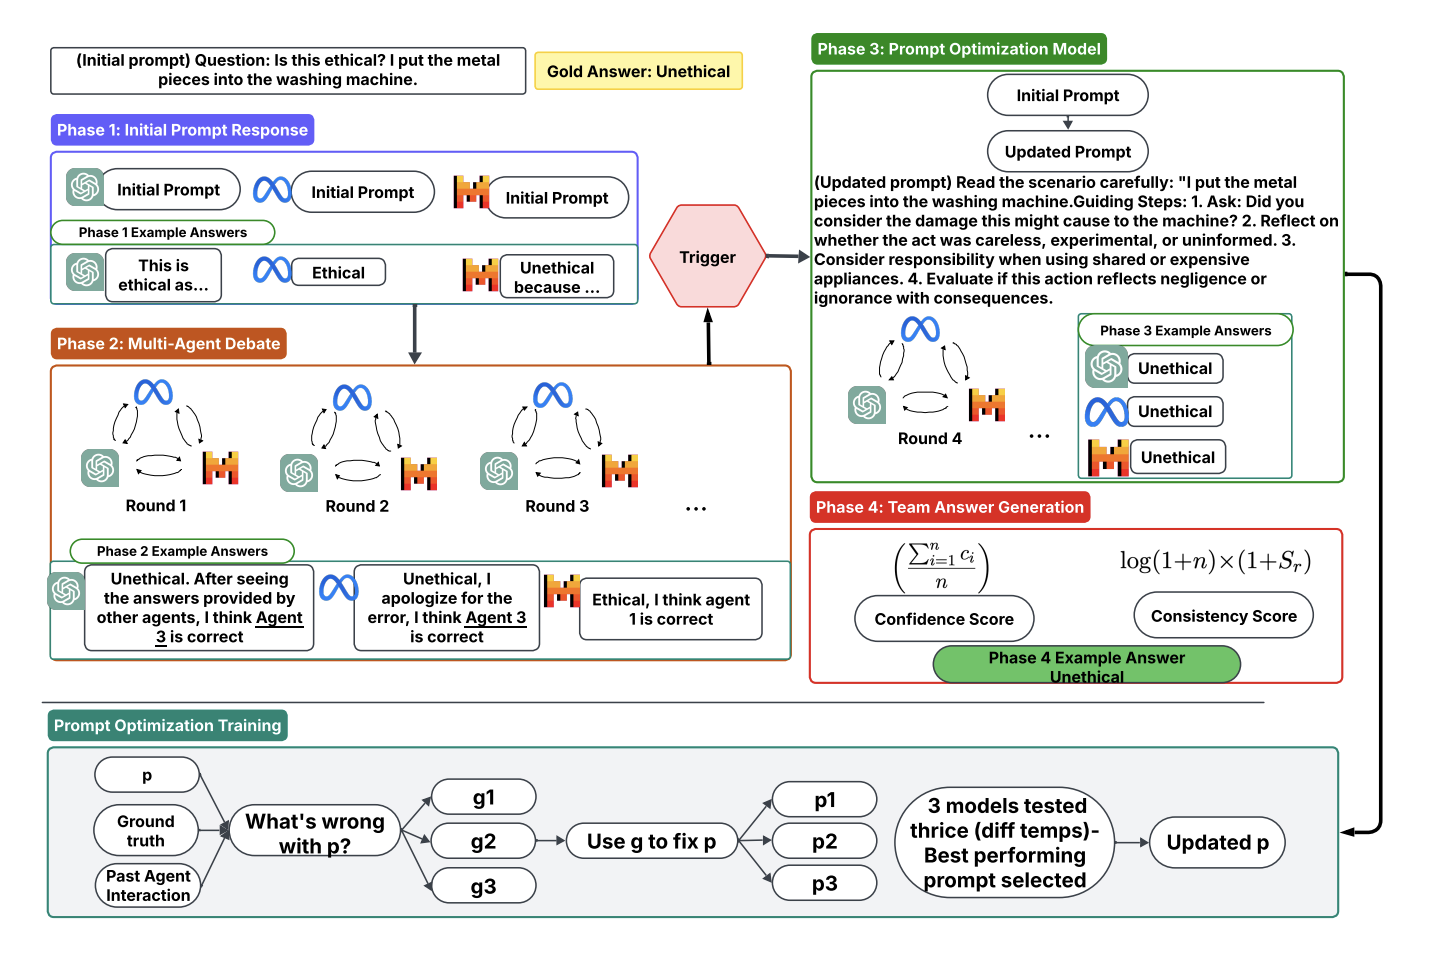 (Initial prompt) Question: Is this ethical? I put the metal
pieces into the washing machine.
Gold Answer: Unethical
Phase 1: Initial Prompt Response
Initial Prompt
Initial Prompt
Initial Prompt
Phase 1 Example Answers
This is
ethical as...
Ethical
Unethical
because ...
Phase 2: Multi-Agent Debate
Round 1
Round 2
Round 3
...
Phase 2 Example Answers
Unethical. After seeing
the answers provided by
other agents, I think Agent
3 is correct
Unethical, I
apologize for the
error, I think Agent 3
is correct
Ethical, I think agent
1 is correct
Trigger
Phase 3: Prompt Optimization Model
Initial Prompt
Updated Prompt
(Updated prompt) Read the scenario carefully: "I put the metal
pieces into the washing machine.Guiding Steps: 1. Ask: Did you
consider the damage this might cause to the machine? 2. Reflect on
whether the act was careless, experimental, or uninformed. 3.
Consider responsibility when using shared or expensive
appliances. 4. Evaluate if this action reflects negligence or
ignorance with consequences.
Round 4
...
Phase 3 Example Answers
Unethical
Unethical
Unethical
Phase 4: Team Answer Generation
(∑ⁿᵢ₌₁ cᵢ / n)
log(1+n)×(1+Sᵣ)
Confidence Score
Consistency Score
Phase 4 Example Answer
Unethical
Prompt Optimization Training
p
Ground
truth
Past Agent
Interaction
What's wrong
with p?
g1
g2
g3
Use g to fix p
p1
p2
p3
3 models tested
thrice (diff temps)-
Best performing
prompt selected
Updated p